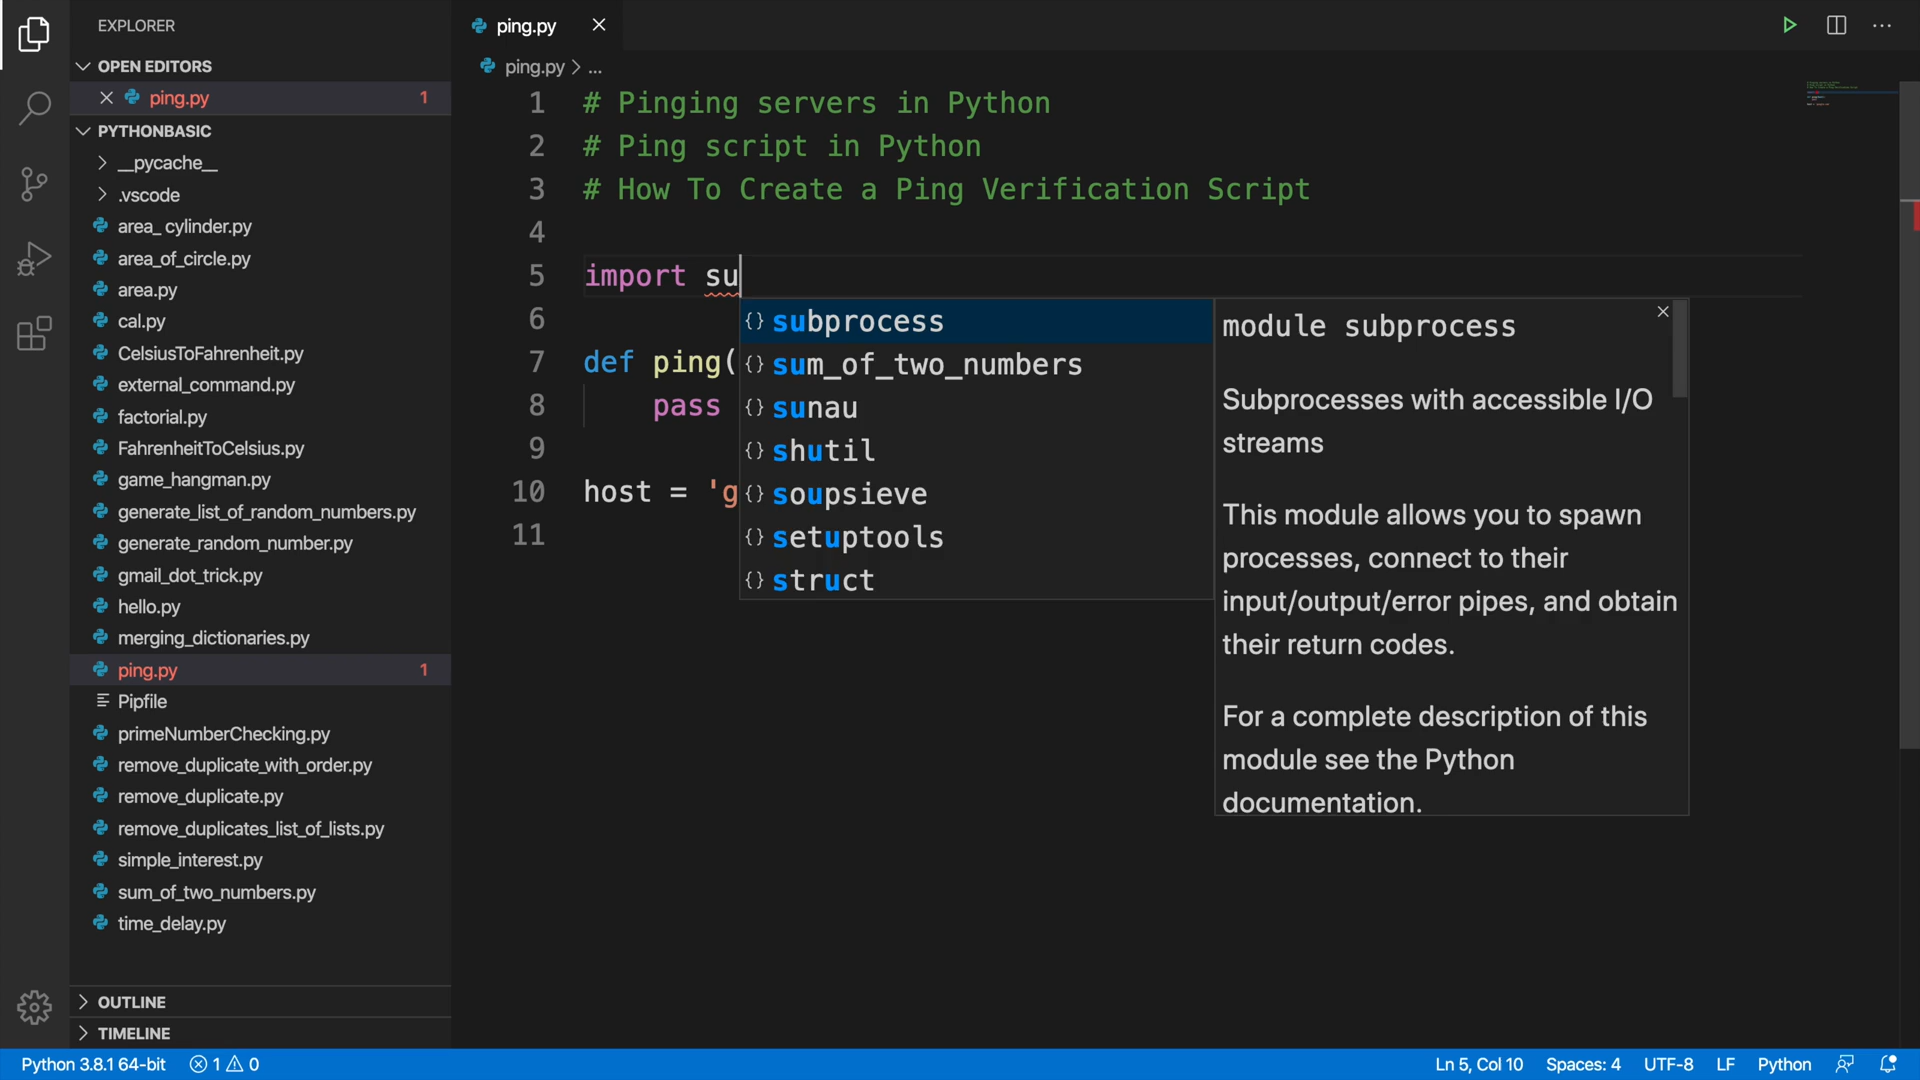 EXPLORER
OPEN EDITORS
ping.py 1
PYTHONBASIC
__pycache__
.vscode
area_ cylinder.py
area_of_circle.py
area.py
cal.py
CelsiusToFahrenheit.py
external_command.py
factorial.py
FahrenheitToCelsius.py
game_hangman.py
generate_list_of_random_numbers.py
generate_random_number.py
gmail_dot_trick.py
hello.py
merging_dictionaries.py
ping.py 1
Pipfile
primeNumberChecking.py
remove_duplicate_with_order.py
remove_duplicate.py
remove_duplicates_list_of_lists.py
simple_interest.py
sum_of_two_numbers.py
time_delay.py
OUTLINE
TIMELINE
ping.py
ping.py > ...
1 # Pinging servers in Python
2 # Ping script in Python
3 # How To Create a Ping Verification Script
4
5 import su
6
7 def ping(
8 pass
9
10 host = 'g
11
{} subprocess
{} sum_of_two_numbers
{} sunau
{} shutil
{} soupsieve
{} setuptools
{} struct
module subprocess
Subprocesses with accessible I/O
streams
This module allows you to spawn
processes, connect to their
input/output/error pipes, and obtain
their return codes.
For a complete description of this
module see the Python
documentation.
Python 3.8.1 64-bit 1 0 Ln 5, Col 10 Spaces: 4 UTF-8 LF Python